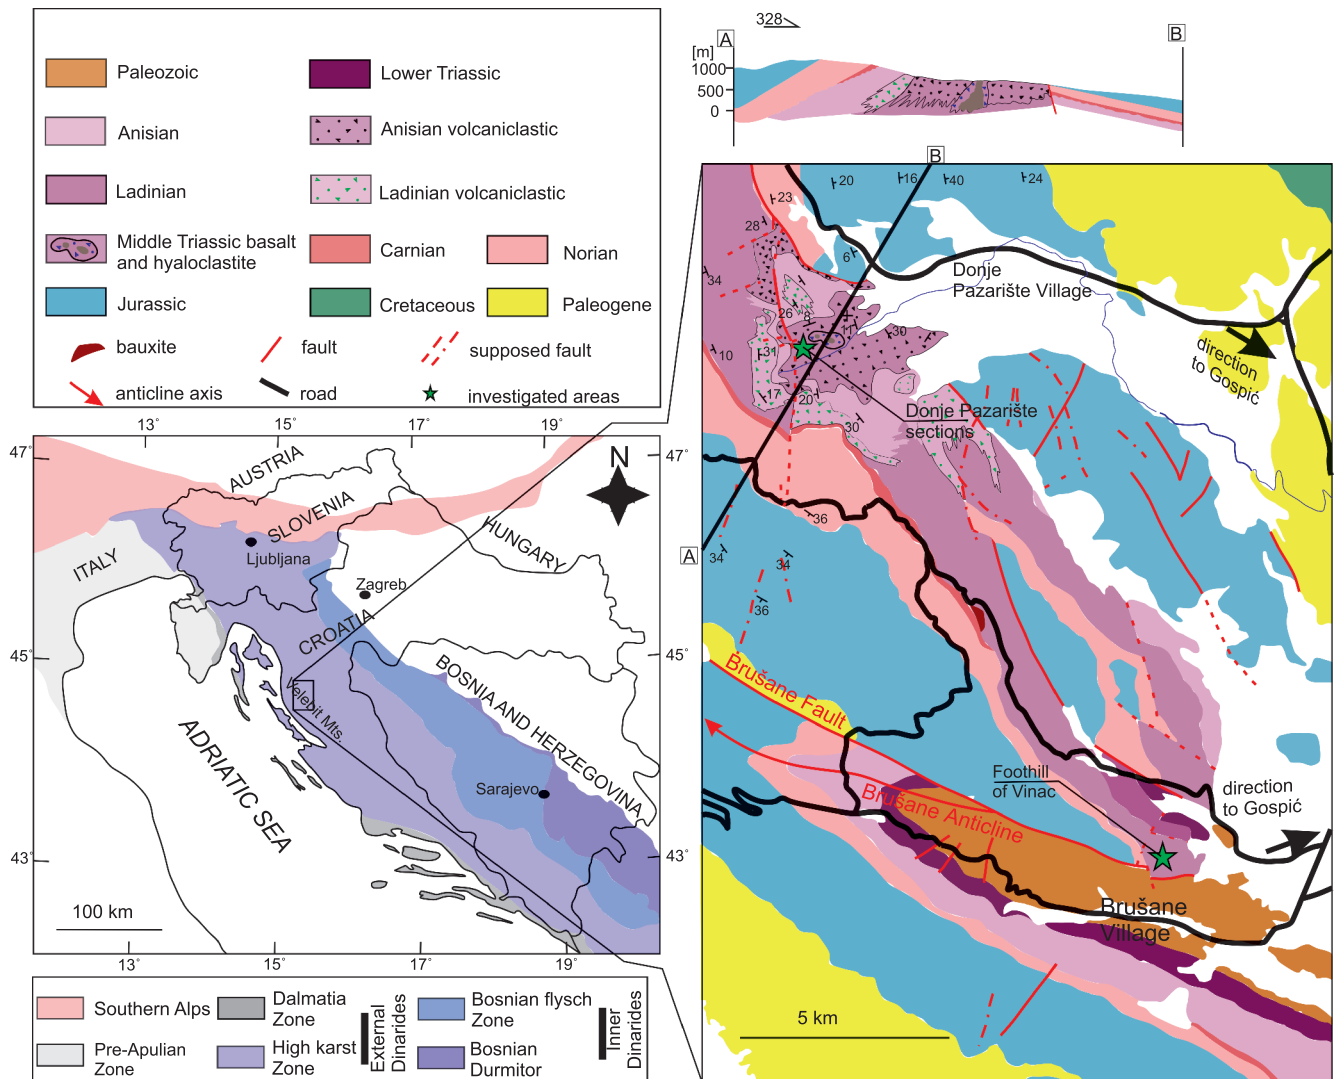 Paleozoic
Lower Triassic
Anisian
Anisian volcaniclastic
Ladinian
Ladinian volcaniclastic
Middle Triassic basalt
and hyaloclastite
Carnian
Norian
Jurassic
Cretaceous
Paleogene
bauxite
fault
supposed fault
anticline axis
road
investigated areas
328
A
B
[m]
1000
500
0
13°
15°
17°
19°
47°
47°
45°
45°
43°
43°
13°
15°
17°
19°
N
AUSTRIA
SLOVENIA
HUNGARY
ITALY
Ljubljana
Zagreb
CROATIA
BOSNIA AND HERZEGOVINA
Velebit Mts.
ADRIATIC SEA
Sarajevo
100 km
Southern Alps
Dalmatia
Zone
External
Dinarides
Bosnian flysch
Zone
Inner
Dinarides
Pre-Apulian
Zone
High karst
Zone
Bosnian
Durmitor
B
20
16
40
24
23
28
6
34
Donje
Pazarište Village
26
8
11
30
10
31
direction
to Gospić
17
20
30
Donje Pazarište
sections
36
A
34
34
36
Brušane Fault
Foothill
of Vinac
direction
to Gospić
Brušane Anticline
Brušane
Village
5 km